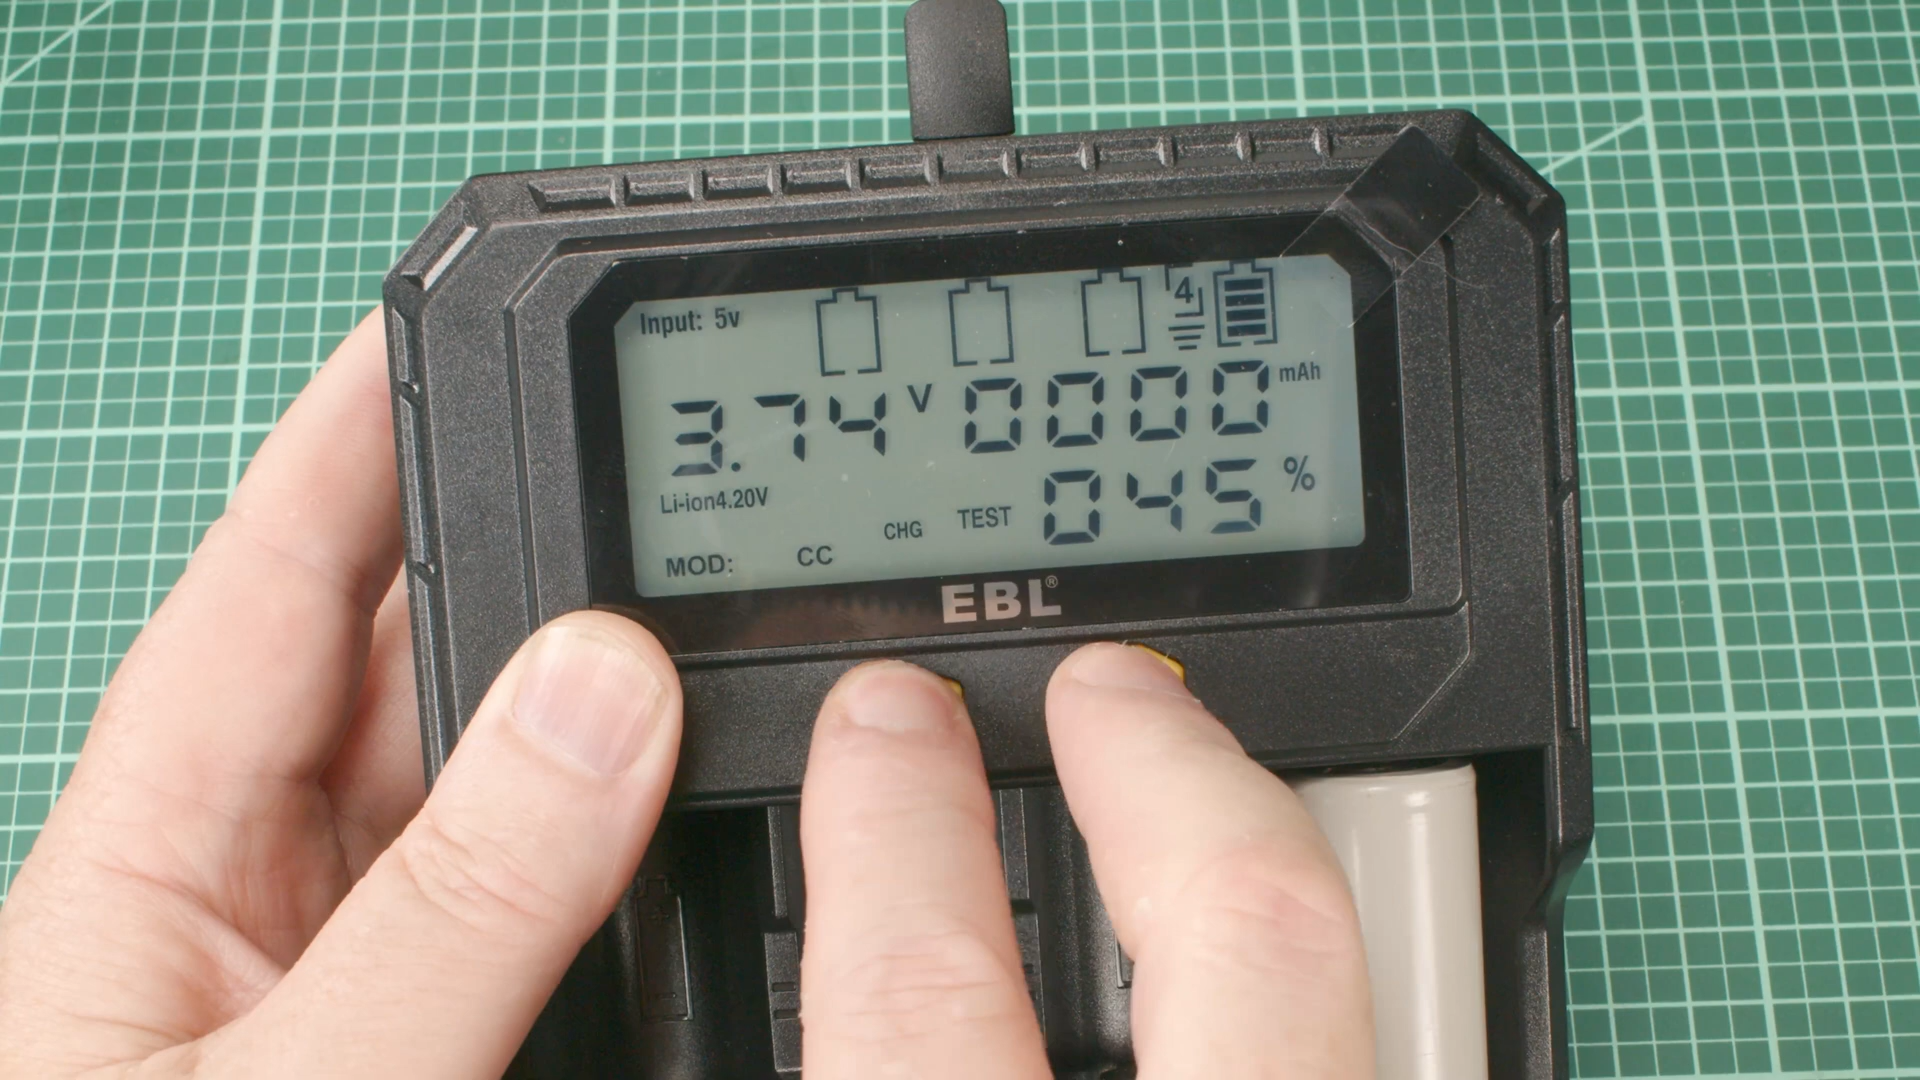 Input: 5v
4
3.74 V 0000 mAh
Li-ion4.20V
CHG TEST 045 %
MOD: CC
EBL®